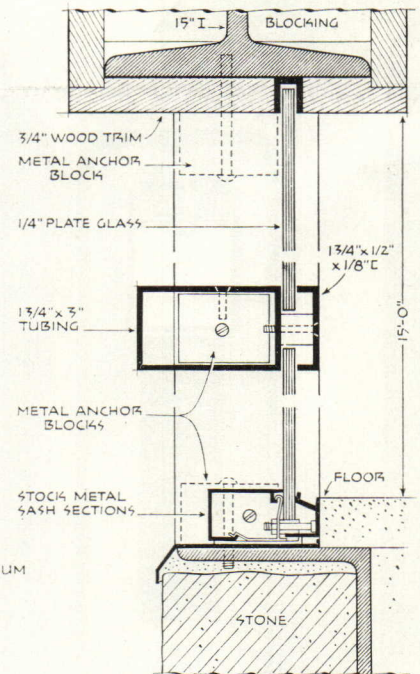 15" I
BLOCKING
3/4" WOOD TRIM
METAL ANCHOR
BLOCK
1/4" PLATE GLASS
1 3/4" x 1/2"
x 1/8" [
1 3/4" x 3"
TUBING
15'-0"
METAL ANCHOR
BLOCKS
STOCK METAL
SASH SECTIONS
FLOOR
UM
STONE